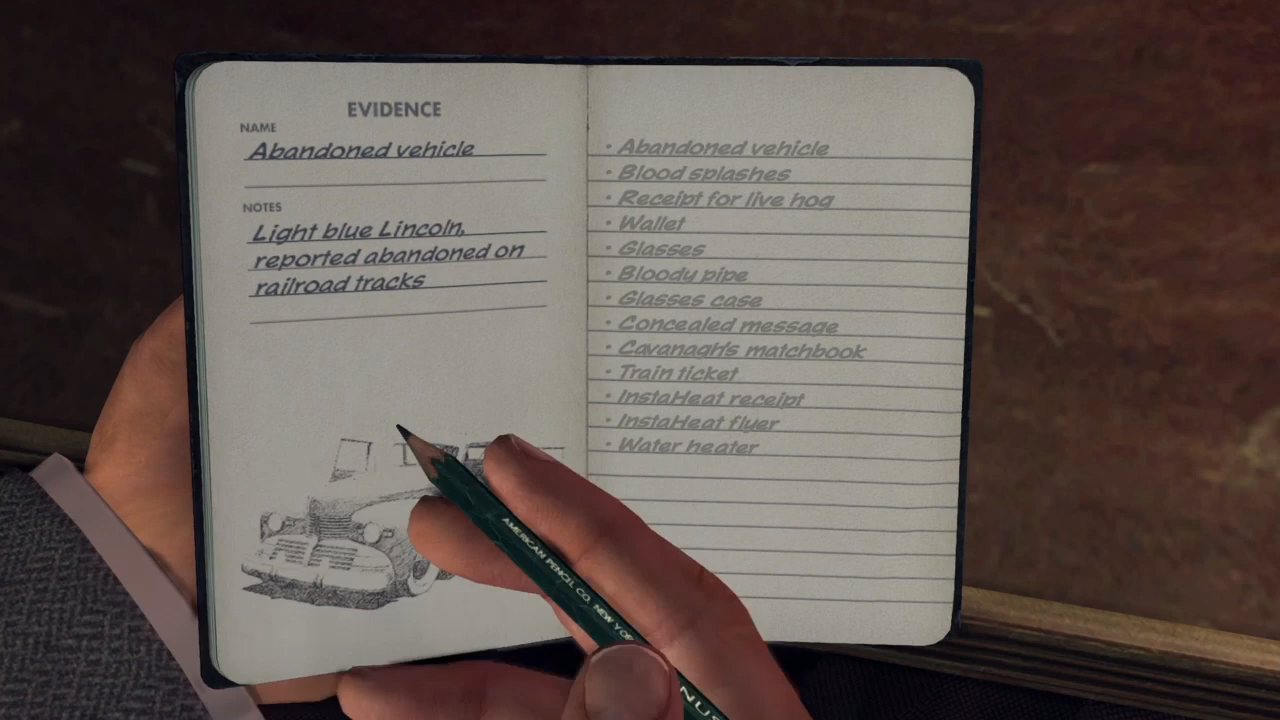 EVIDENCE
NAME
Abandoned vehicle
NOTES
Light blue Lincoln,
reported abandoned on
railroad tracks
• Abandoned vehicle
• Blood splashes
• Receipt for live hog
• Wallet
• Glasses
• Bloody pipe
• Glasses case
• Concealed message
• Cavanagh's matchbook
• Train ticket
• InstaHeat receipt
• InstaHeat flyer
• Water heater
AMERICAN PENCIL CO. NEW YO